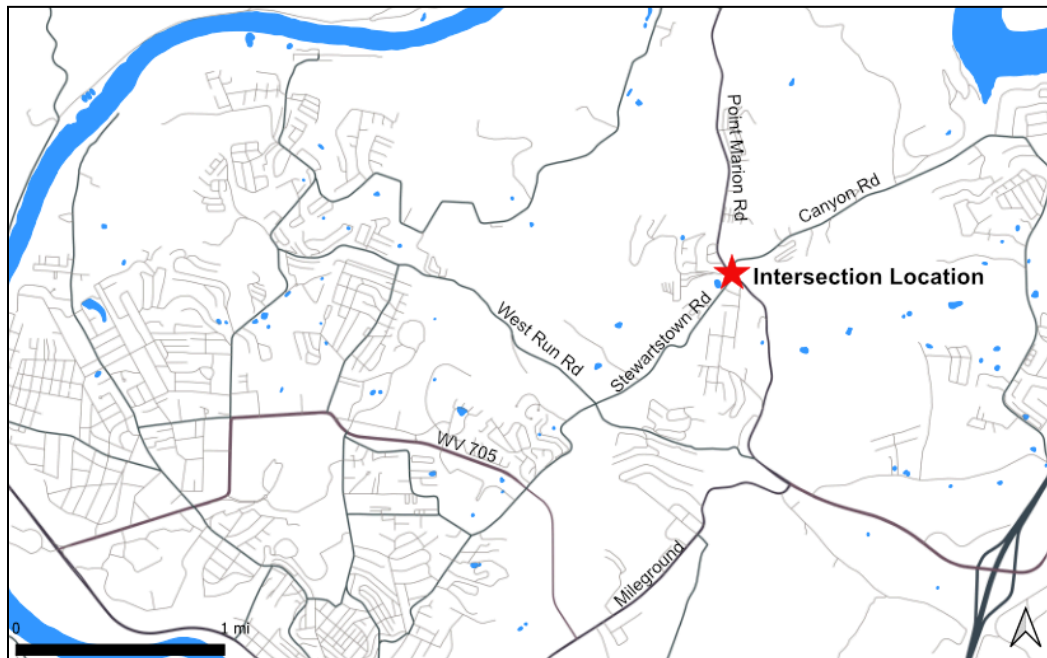 Point Marion Rd
Canyon Rd
Intersection Location
West Run Rd
Stewartstown Rd
WV 705
Mileground
0 1 mi